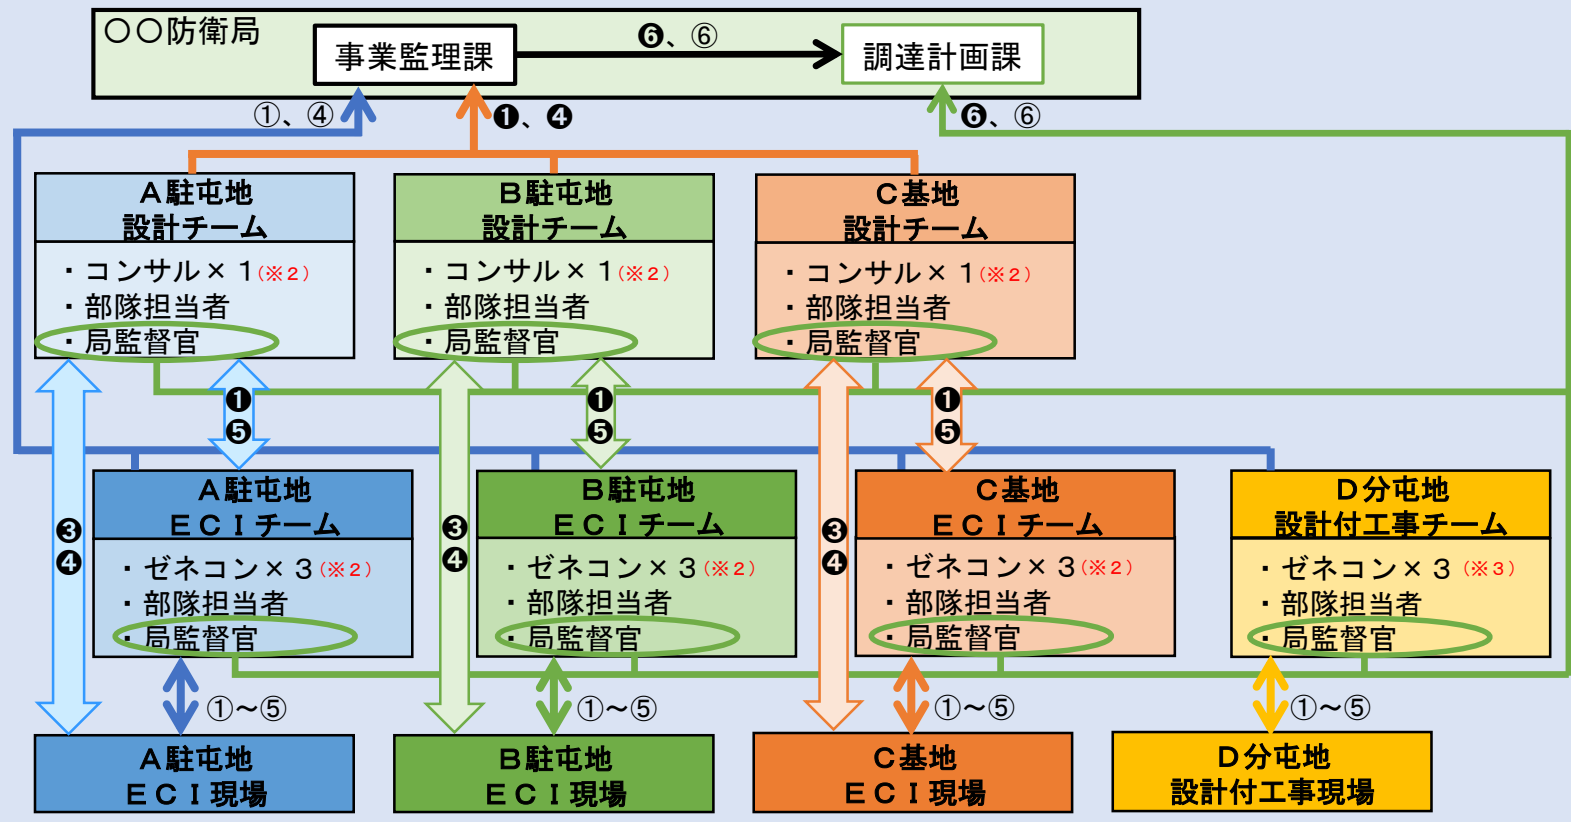 〇〇防衛局
事業監理課
❻、⑥
調達計画課
①、④
❶、❹
❻、⑥
Ａ駐屯地
設計チーム
・コンサル×１(※２)
・部隊担当者
・局監督官
Ｂ駐屯地
設計チーム
・コンサル×１(※２)
・部隊担当者
・局監督官
Ｃ基地
設計チーム
・コンサル×１(※２)
・部隊担当者
・局監督官
❶
❺
❶
❺
❶
❺
❸
❹
❸
❹
❸
❹
Ａ駐屯地
ＥＣＩチーム
・ゼネコン×３(※２)
・部隊担当者
・局監督官
Ｂ駐屯地
ＥＣＩチーム
・ゼネコン×３(※２)
・部隊担当者
・局監督官
Ｃ基地
ＥＣＩチーム
・ゼネコン×３(※２)
・部隊担当者
・局監督官
Ｄ分屯地
設計付工事チーム
・ゼネコン×３(※３)
・部隊担当者
・局監督官
①～⑤
①～⑤
①～⑤
①～⑤
Ａ駐屯地
ＥＣＩ現場
Ｂ駐屯地
ＥＣＩ現場
Ｃ基地
ＥＣＩ現場
Ｄ分屯地
設計付工事現場